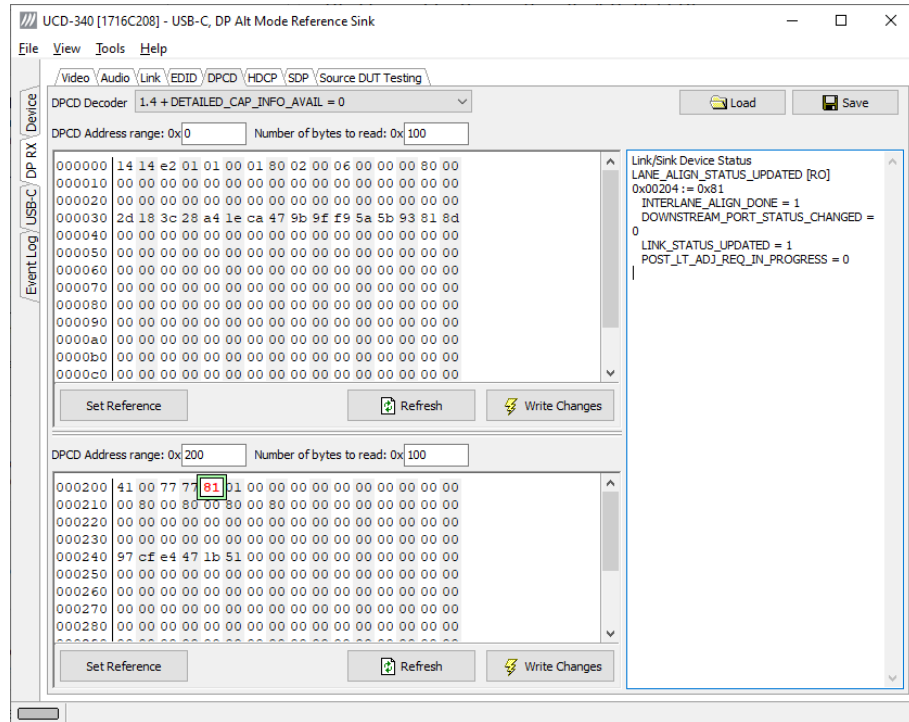 UCD-340 [1716C208] - USB-C, DP Alt Mode Reference Sink
File View Tools Help
Device
DP RX
USB-C
Event Log
Video Audio Link EDID DPCD HDCP SDP Source DUT Testing
DPCD Decoder 1.4 + DETAILED_CAP_INFO_AVAIL = 0
Load Save
DPCD Address range: 0x 0 Number of bytes to read: 0x 100
000000 14 14 e2 01 01 00 01 80 02 00 06 00 00 00 80 00
000010 00 00 00 00 00 00 00 00 00 00 00 00 00 00 00 00
000020 00 00 00 00 00 00 00 00 00 00 00 00 00 00 00 00
000030 2d 18 3c 28 a4 1e ca 47 9b 9f f9 5a 5b 93 81 8d
000040 00 00 00 00 00 00 00 00 00 00 00 00 00 00 00 00
000050 00 00 00 00 00 00 00 00 00 00 00 00 00 00 00 00
000060 00 00 00 00 00 00 00 00 00 00 00 00 00 00 00 00
000070 00 00 00 00 00 00 00 00 00 00 00 00 00 00 00 00
000080 00 00 00 00 00 00 00 00 00 00 00 00 00 00 00 00
000090 00 00 00 00 00 00 00 00 00 00 00 00 00 00 00 00
0000a0 00 00 00 00 00 00 00 00 00 00 00 00 00 00 00 00
0000b0 00 00 00 00 00 00 00 00 00 00 00 00 00 00 00 00
0000c0 00 00 00 00 00 00 00 00 00 00 00 00 00 00 00 00
Set Reference Refresh Write Changes
DPCD Address range: 0x 200 Number of bytes to read: 0x 100
000200 41 00 77 77 81 01 00 00 00 00 00 00 00 00 00 00
000210 00 80 00 80 00 80 00 80 00 00 00 00 00 00 00 00
000220 00 00 00 00 00 00 00 00 00 00 00 00 00 00 00 00
000230 00 00 00 00 00 00 00 00 00 00 00 00 00 00 00 00
000240 97 cf e4 47 1b 51 00 00 00 00 00 00 00 00 00 00
000250 00 00 00 00 00 00 00 00 00 00 00 00 00 00 00 00
000260 00 00 00 00 00 00 00 00 00 00 00 00 00 00 00 00
000270 00 00 00 00 00 00 00 00 00 00 00 00 00 00 00 00
000280 00 00 00 00 00 00 00 00 00 00 00 00 00 00 00 00
Set Reference Refresh Write Changes
Link/Sink Device Status
LANE_ALIGN_STATUS_UPDATED [RO]
0x00204 := 0x81
INTERLANE_ALIGN_DONE = 1
DOWNSTREAM_PORT_STATUS_CHANGED =
0
LINK_STATUS_UPDATED = 1
POST_LT_ADJ_REQ_IN_PROGRESS = 0